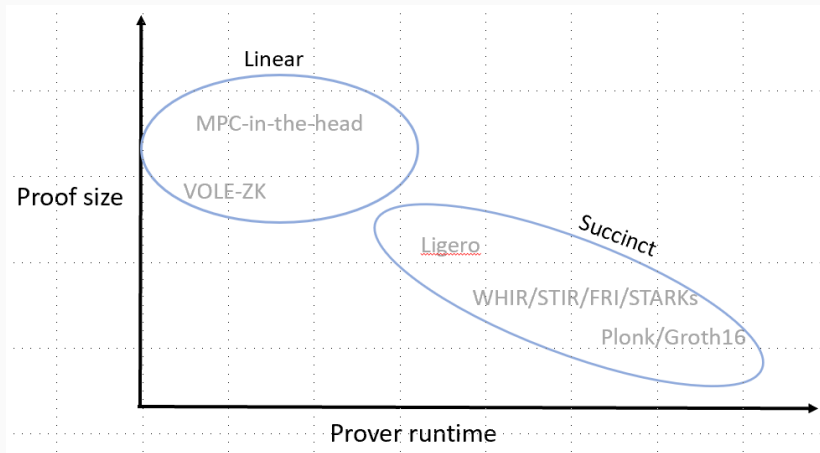 Linear
MPC-in-the-head
Proof size
VOLE-ZK
Succinct
Ligero
WHIR/STIR/FRI/STARKs
Plonk/Groth16
Prover runtime